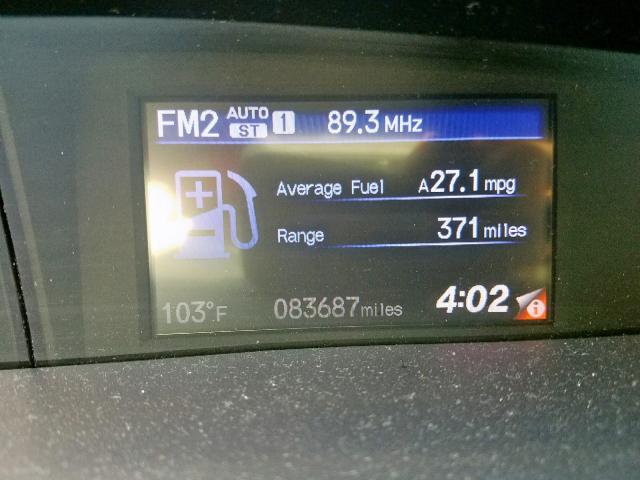 FM2 AUTO ST 1 89.3 MHz
Average Fuel A27.1 mpg
Range 371 miles
103°F 083687 miles 4:02 i